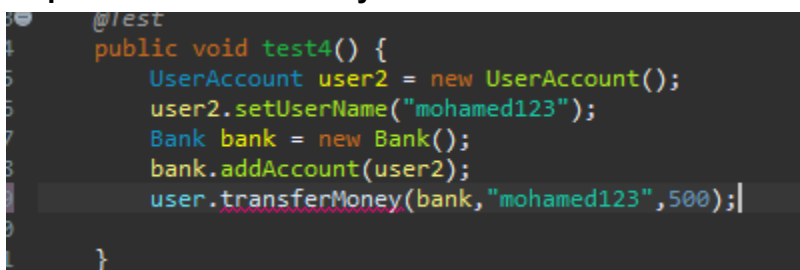 @Test
public void test4() {
UserAccount user2 = new UserAccount();
user2.setUserName("mohamed123");
Bank bank = new Bank();
bank.addAccount(user2);
user.transferMoney(bank,"mohamed123",500);
}